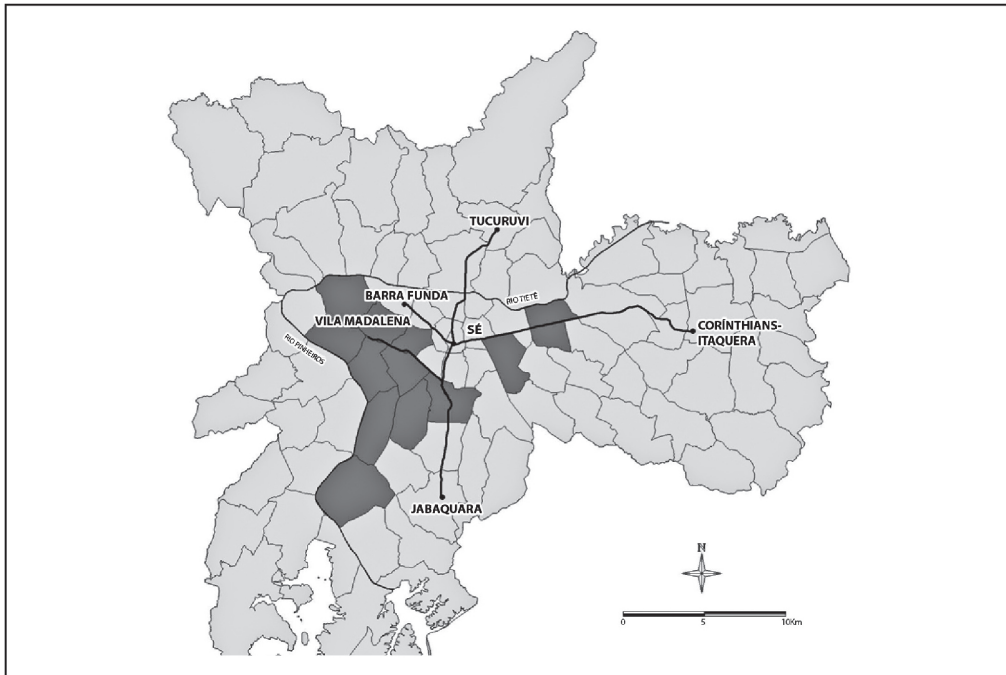 TUCURUVI
BARRA FUNDA
RIO TIETÊ
VILA MADALENA
SÉ
CORÍNTHIANS-
ITAQUERA
RIO PINHEIROS
JABAQUARA
N
0 5 10Km